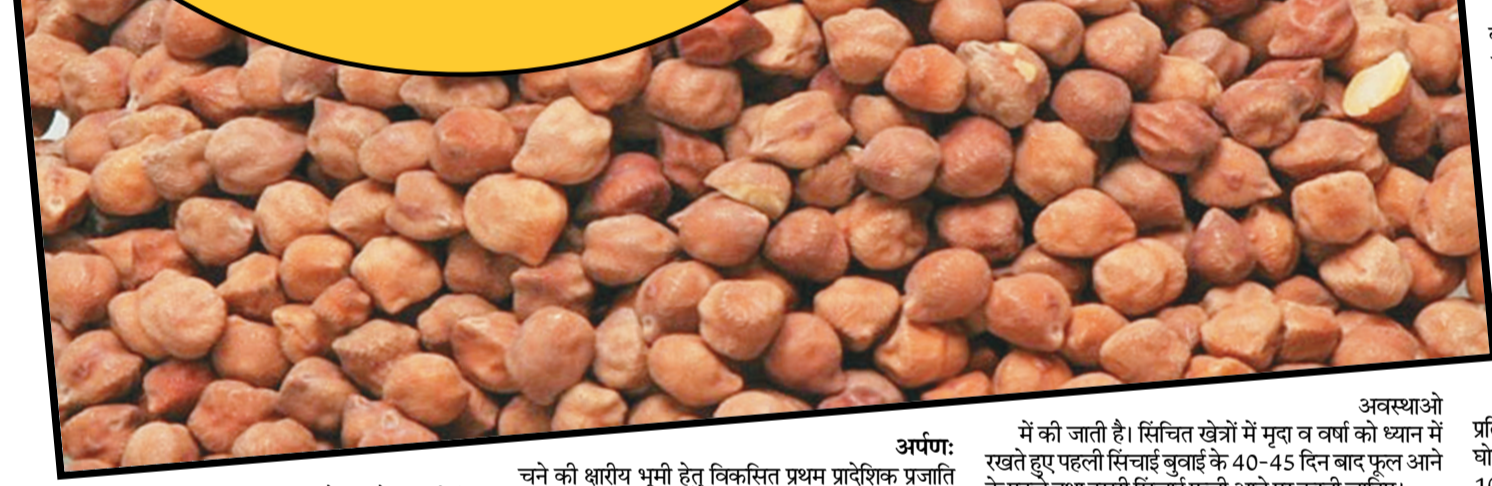 अर्पणः
चने की क्षारीय भूमी हेतु विकसित प्रथम प्रादेशिक प्रजाति
अवस्थाओ
में की जाती है। सिंचित खेत्रों में मृदा व वर्षा को ध्यान में
रखते हुए पहली सिंचाई बुवाई के 40-45 दिन बाद फूल आने